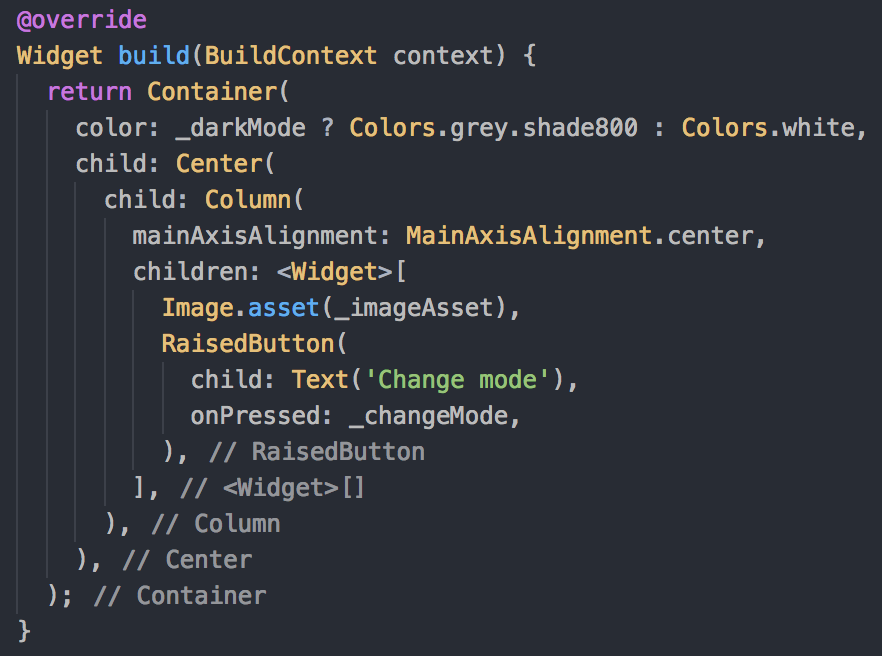 @override
Widget build(BuildContext context) {
  return Container(
    color: _darkMode ? Colors.grey.shade800 : Colors.white,
    child: Center(
      child: Column(
        mainAxisAlignment: MainAxisAlignment.center,
        children: <Widget>[
          Image.asset(_imageAsset),
          RaisedButton(
            child: Text('Change mode'),
            onPressed: _changeMode,
          ), // RaisedButton
        ], // <Widget>[]
      ), // Column
    ), // Center
  ); // Container
}